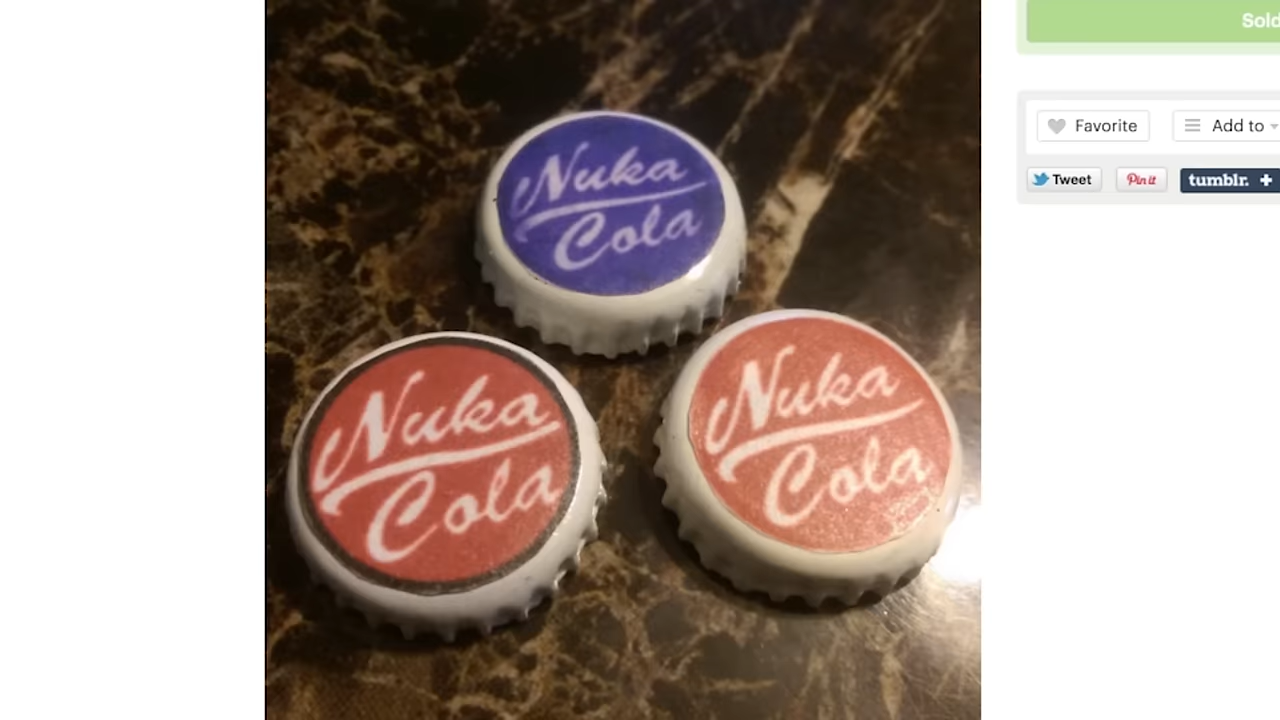 Sold
Favorite
Add to
Tweet
Pin it
tumblr. +
Nuka
Cola
Nuka
Cola
Nuka
Cola